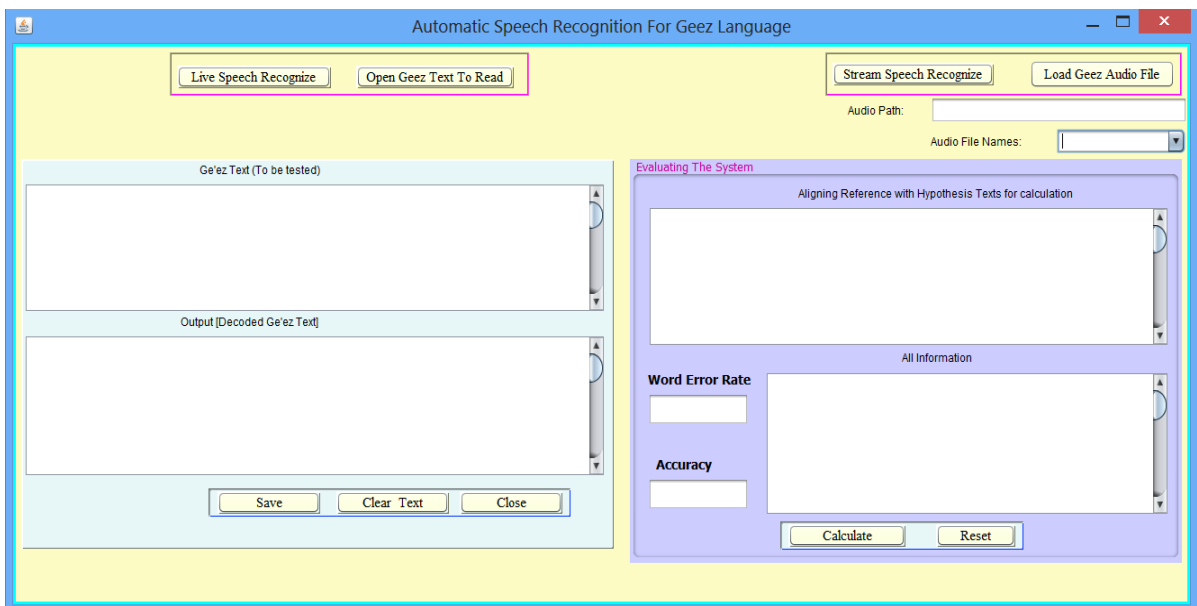 Automatic Speech Recognition For Geez Language
Live Speech Recognize
Open Geez Text To Read
Stream Speech Recognize
Load Geez Audio File
Audio Path:
Audio File Names:
Ge'ez Text (To be tested)
Output [Decoded Ge'ez Text]
Save
Clear Text
Close
Evaluating The System
Aligning Reference with Hypothesis Texts for calculation
All Information
Word Error Rate
Accuracy
Calculate
Reset